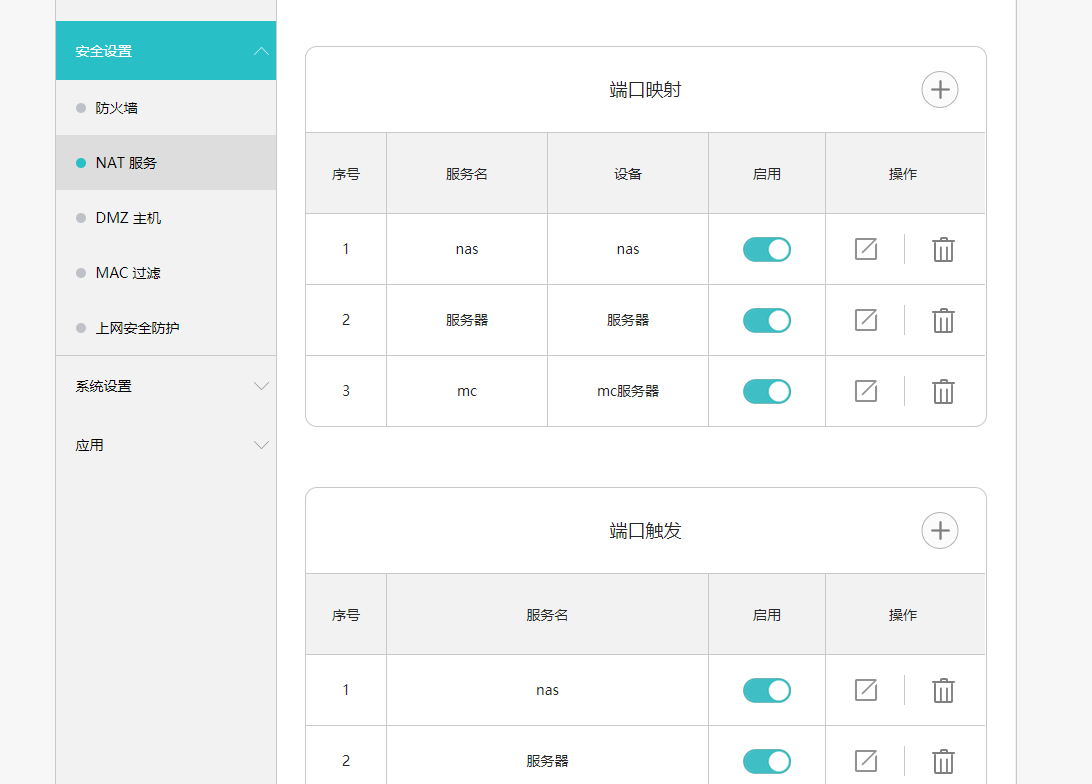 安全设置
防火墙
NAT 服务
DMZ 主机
MAC 过滤
上网安全防护
系统设置
应用
端口映射
序号 服务名 设备 启用 操作
1 nas nas
2 服务器 服务器
3 mc mc服务器
端口触发
序号 服务名 启用 操作
1 nas
2 服务器